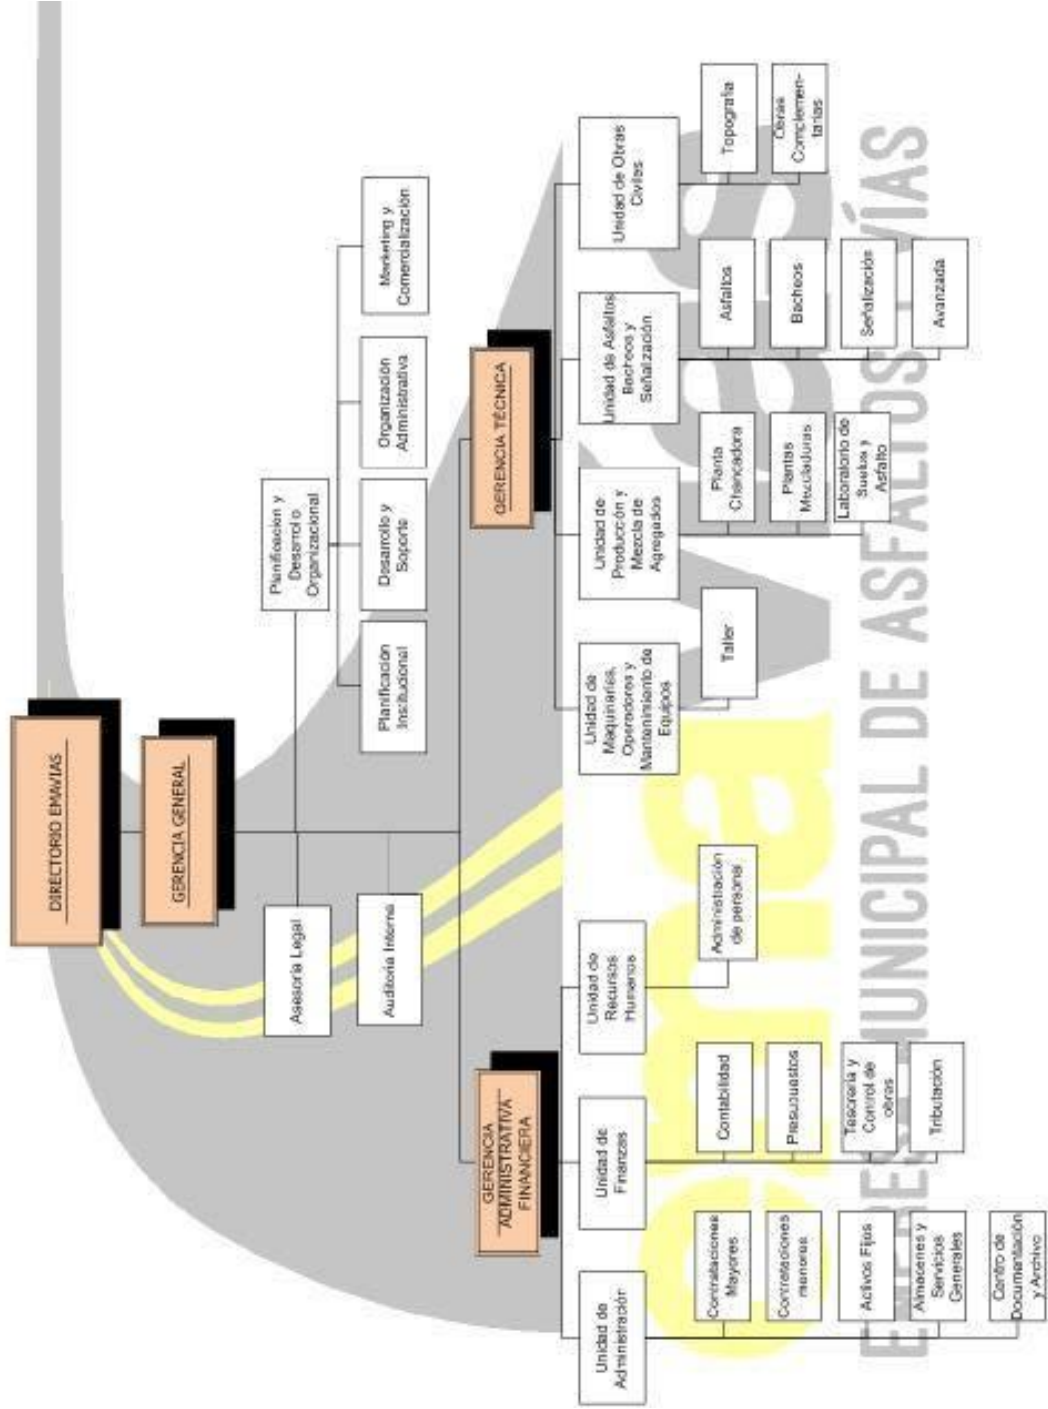 DIRECTORIO EMAVIAS
GERENCIA GENERAL
Asesoría Legal
Planificación y
Desarrollo
Organizacional
Auditoría Interna
Planificación
Institucional
Desarrollo y
Soporte
Organización
Administrativa
Marketing y
Comercialización
GERENCIA
ADMINISTRATIVA
FINANCIERA
GERENCIA TÉCNICA
Unidad de
Administración
Unidad de
Finanzas
Unidad de
Recursos
Humanos
Unidad de
Maquinarias,
Operadores y
Mantenimiento de
Equipos
Unidad de
Producción y
Mezcla de
Agregados
Unidad de Asfaltos
Bacheos y
Señalización
Unidad de Obras
Civiles
Contrataciones
Mayores
Contrataciones
menores
Activos Fijos
Almacenes y
Servicios
Generales
Centro de
Documentación
y Archivo
Contabilidad
Presupuestos
Tesorería y
Control de
obras
Tributación
Administración
de personal
Taller
Planta
Chancadora
Plantas
Mezcladoras
Laboratorio de
Suelos y
Asfalto
Asfaltos
Bacheos
Señalización
Avanzada
Topografía
Obras
Complemen-
tarias
emaVías
EMPRESA MUNICIPAL DE ASFALTOS Y VÍAS